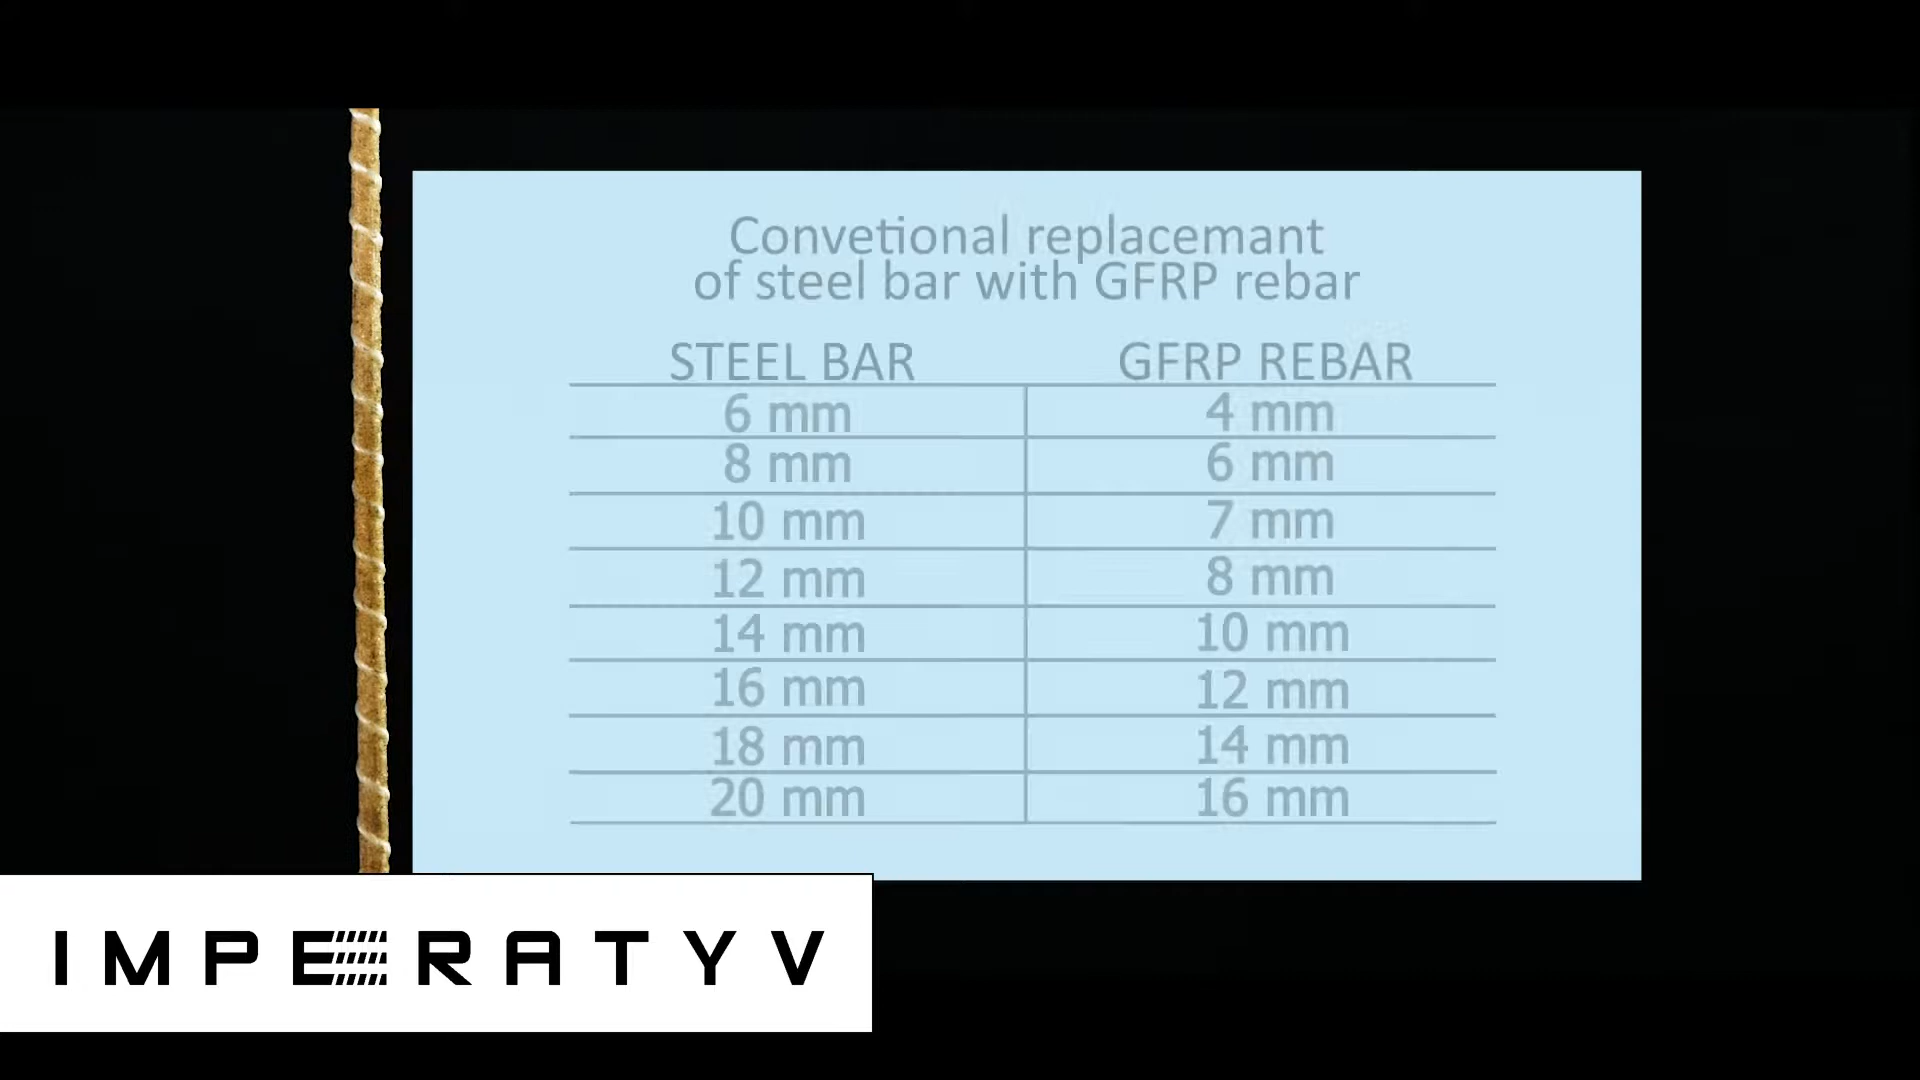 Convetional replacemant
of steel bar with GFRP rebar
STEEL BAR GFRP REBAR
6 mm 4 mm
8 mm 6 mm
10 mm 7 mm
12 mm 8 mm
14 mm 10 mm
16 mm 12 mm
18 mm 14 mm
20 mm 16 mm
IMPERATYV